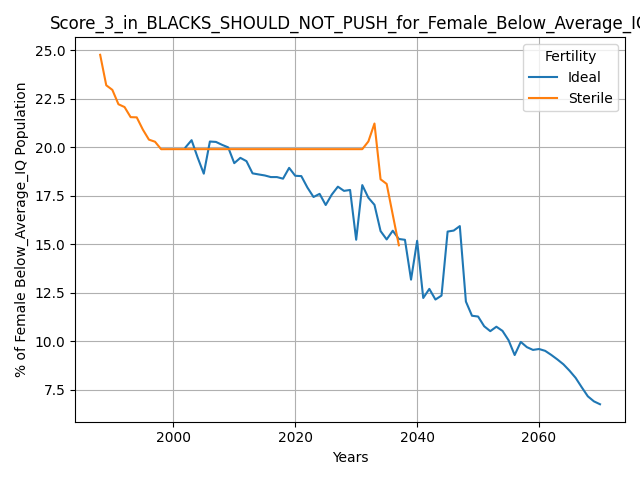 Score_3_in_BLACKS_SHOULD_NOT_PUSH_for_Female_Below_Average_IQ
Fertility
Ideal
Sterile
% of Female Below_Average_IQ Population
25.0
22.5
20.0
17.5
15.0
12.5
10.0
7.5
2000 2020 2040 2060
Years